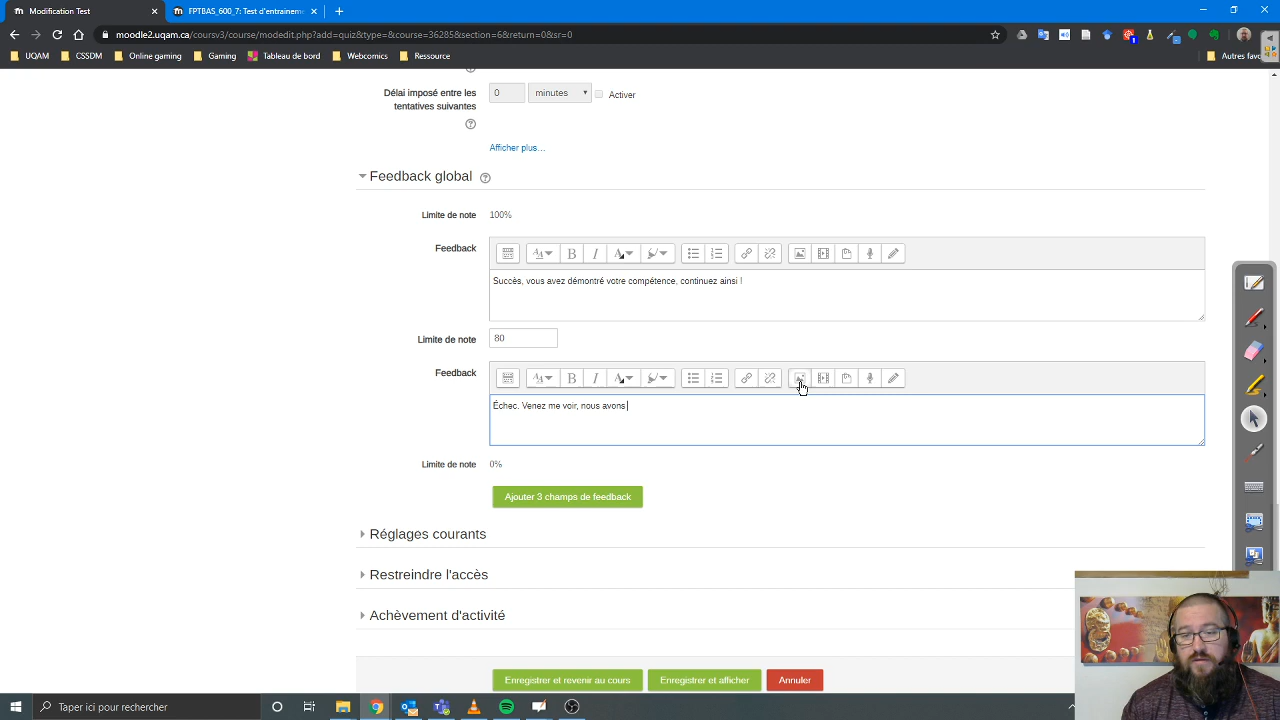 Modification Test
FPTBAS_600_7: Test d'entrainem
moodle2.uqam.ca/coursv3/course/modedit.php?add=quiz&type=&course=36285&section=6&return=0&sr=0
UQAM
CSSDM
Online gaming
Gaming
Tableau de bord
Webcomics
Ressource
Autres favo
Délai imposé entre les
tentatives suivantes
0
minutes
Activer
Afficher plus...
Feedback global
Limite de note
100%
Feedback
Succès, vous avez démontré votre compétence, continuez ainsi !
Limite de note
80
Feedback
Échec. Venez me voir, nous avons
Limite de note
0%
Ajouter 3 champs de feedback
Réglages courants
Restreindre l'accès
Achèvement d'activité
Enregistrer et revenir au cours
Enregistrer et afficher
Annuler
Taper ici pour rechercher